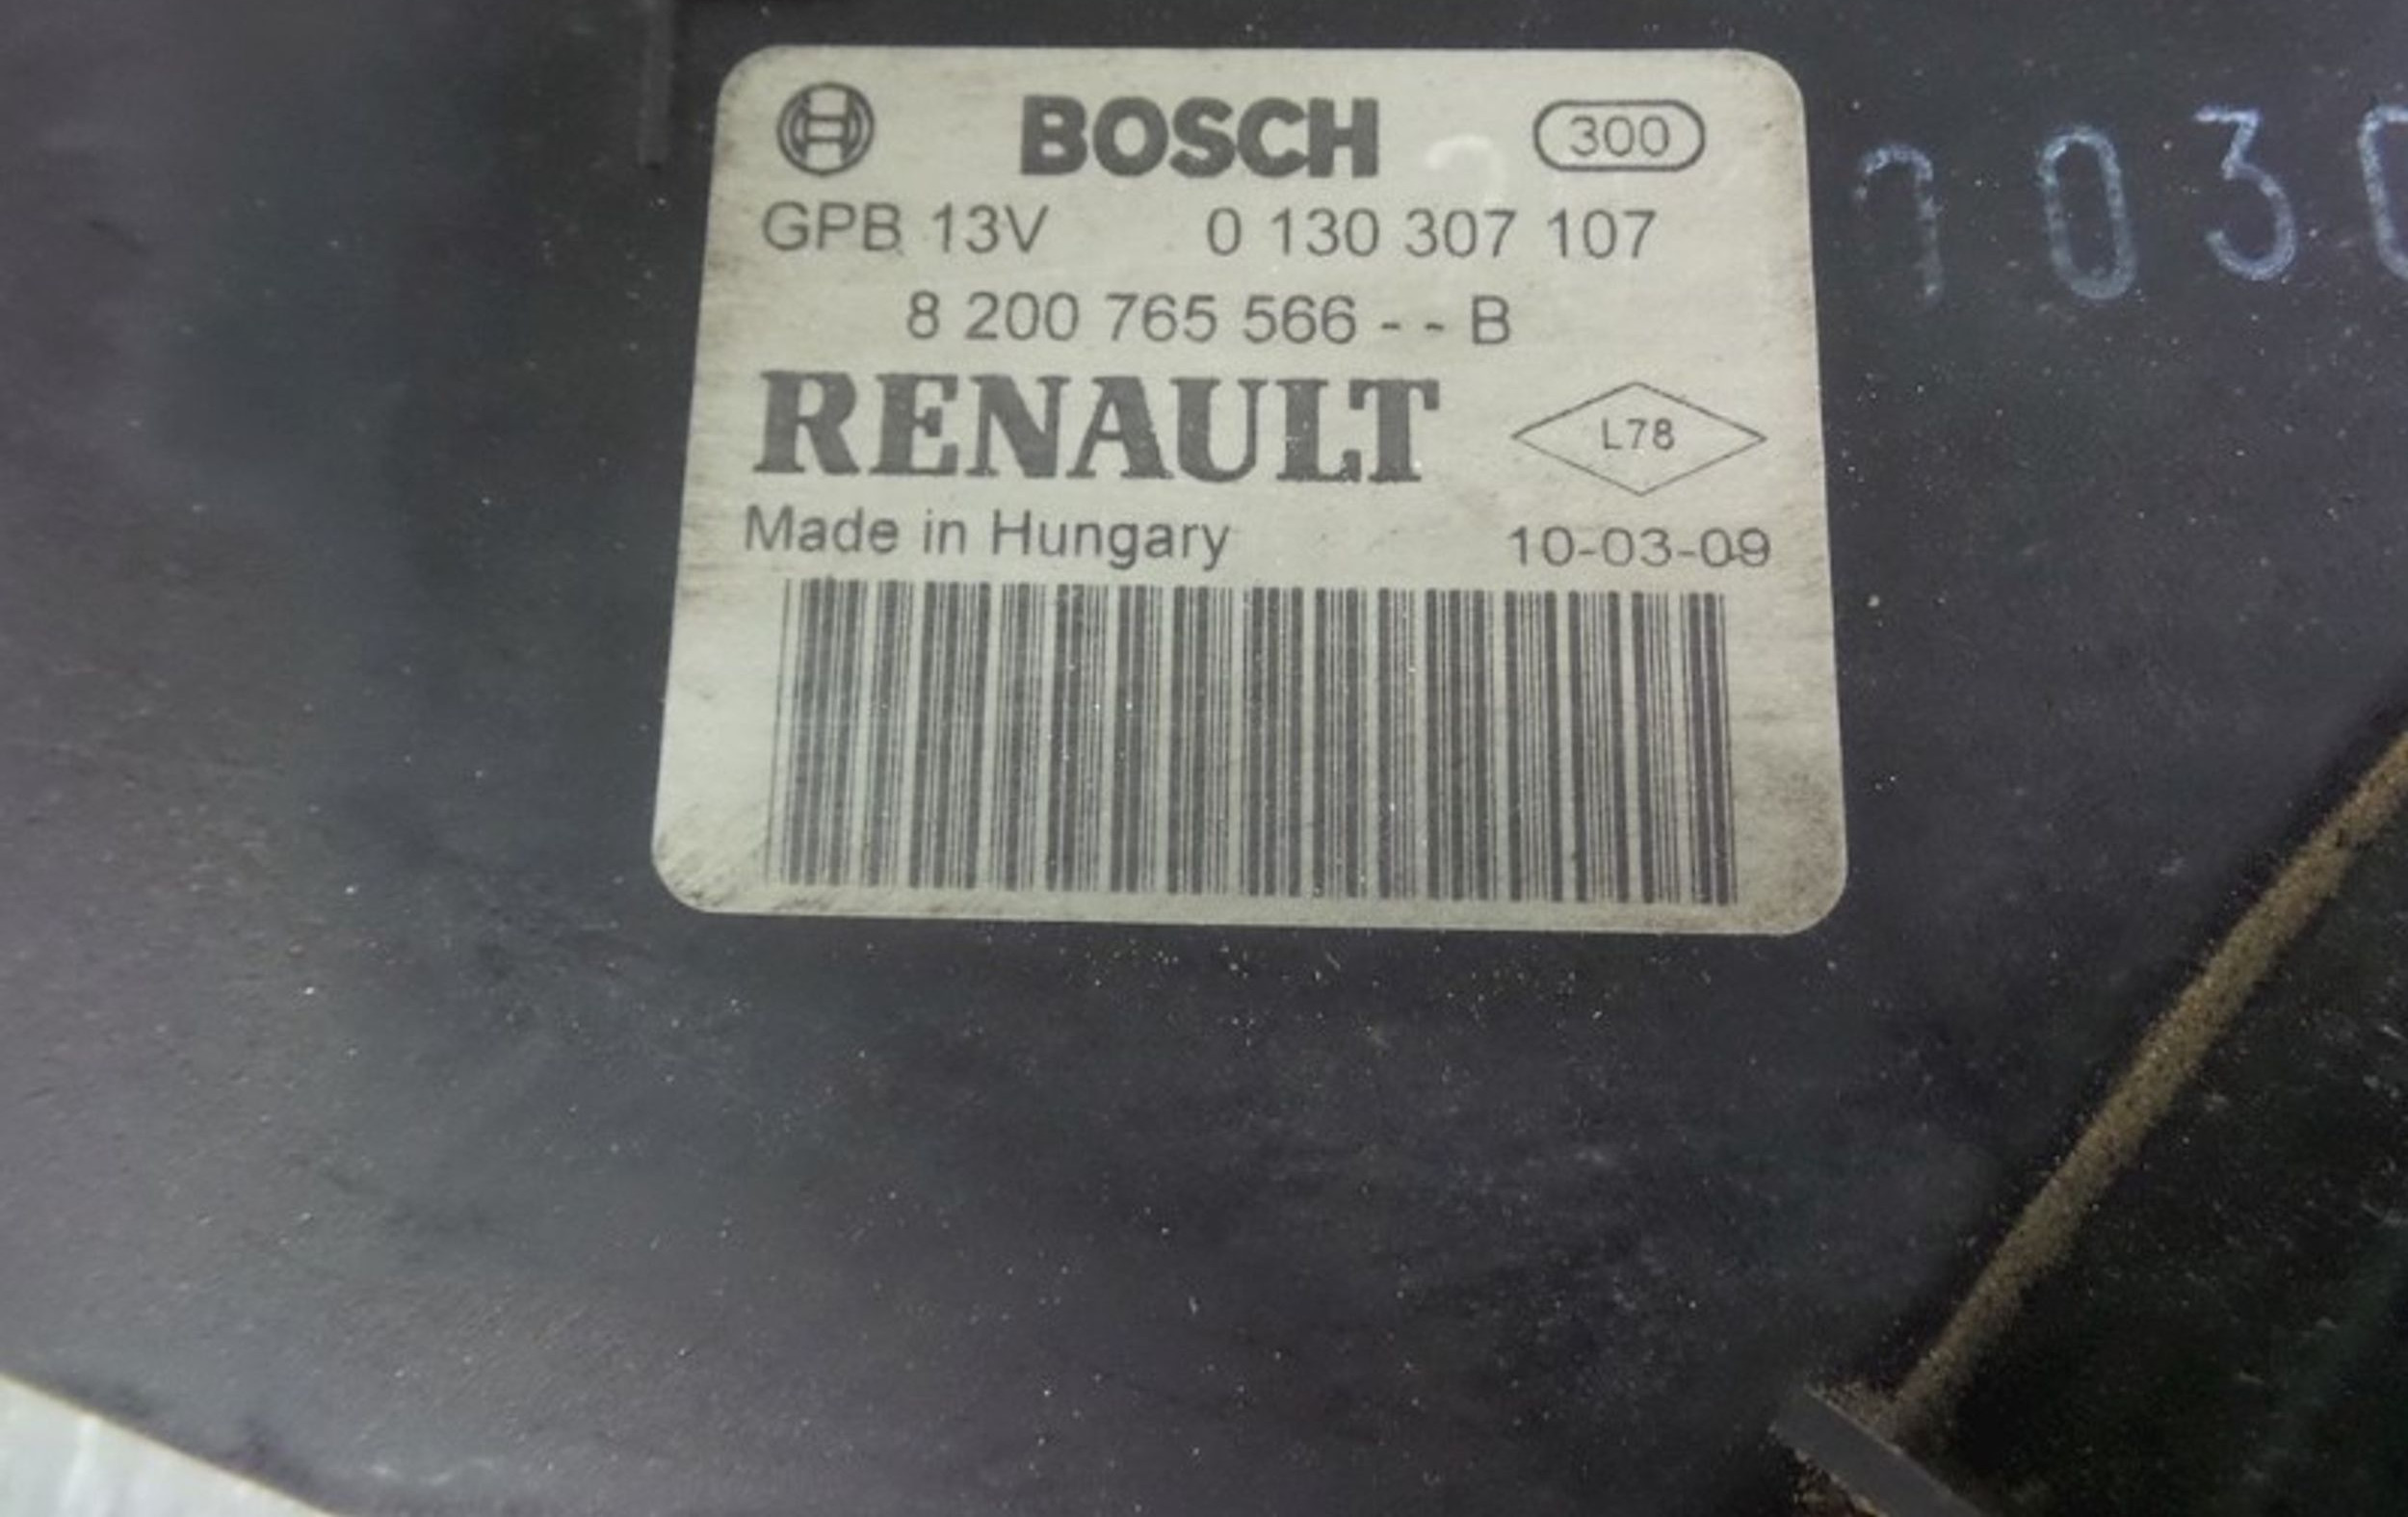 BOSCH 300
GPB 13V 0 130 307 107
8 200 765 566 - - B
RENAULT L78
Made in Hungary 10-03-09
103